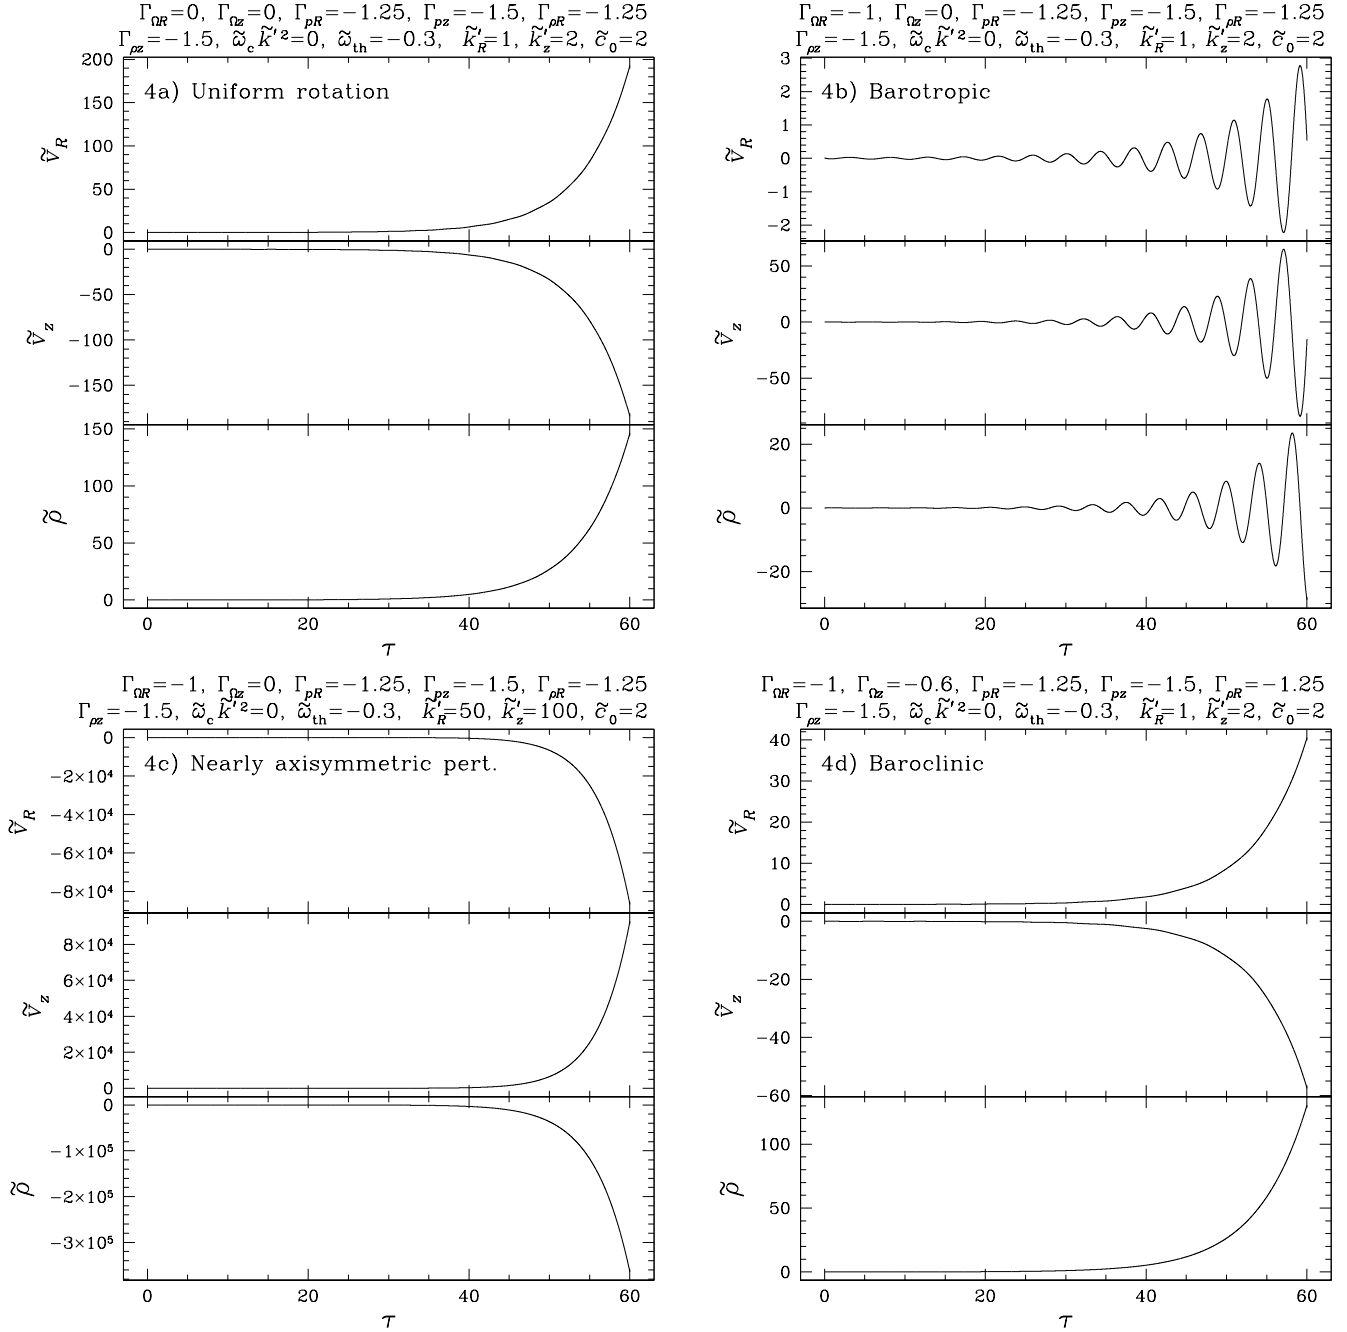 Γ_ΩR=0, Γ_Ωz=0, Γ_pR=−1.25, Γ_pz=−1.5, Γ_ρR=−1.25
Γ_ρz=−1.5, ω̃_c k̃′²=0, ω̃_th=−0.3, k̃′_R=1, k̃′_z=2, c̃_0=2
4a) Uniform rotation
200
150
100
50
0
ṽ_R
0
−50
−100
−150
ṽ_z
150
100
50
0
ρ̃
0 20 40 60
τ
Γ_ΩR=−1, Γ_Ωz=0, Γ_pR=−1.25, Γ_pz=−1.5, Γ_ρR=−1.25
Γ_ρz=−1.5, ω̃_c k̃′²=0, ω̃_th=−0.3, k̃′_R=1, k̃′_z=2, c̃_0=2
4b) Barotropic
3
2
1
0
−1
−2
ṽ_R
50
0
−50
ṽ_z
20
0
−20
ρ̃
0 20 40 60
τ
Γ_ΩR=−1, Γ_Ωz=0, Γ_pR=−1.25, Γ_pz=−1.5, Γ_ρR=−1.25
Γ_ρz=−1.5, ω̃_c k̃′²=0, ω̃_th=−0.3, k̃′_R=50, k̃′_z=100, c̃_0=2
4c) Nearly axisymmetric pert.
0
−2×10⁴
−4×10⁴
−6×10⁴
−8×10⁴
ṽ_R
8×10⁴
6×10⁴
4×10⁴
2×10⁴
0
ṽ_z
0
−1×10⁵
−2×10⁵
−3×10⁵
ρ̃
0 20 40 60
τ
Γ_ΩR=−1, Γ_Ωz=−0.6, Γ_pR=−1.25, Γ_pz=−1.5, Γ_ρR=−1.25
Γ_ρz=−1.5, ω̃_c k̃′²=0, ω̃_th=−0.3, k̃′_R=1, k̃′_z=2, c̃_0=2
4d) Baroclinic
40
30
20
10
0
ṽ_R
0
−20
−40
−60
ṽ_z
100
50
0
ρ̃
0 20 40 60
τ